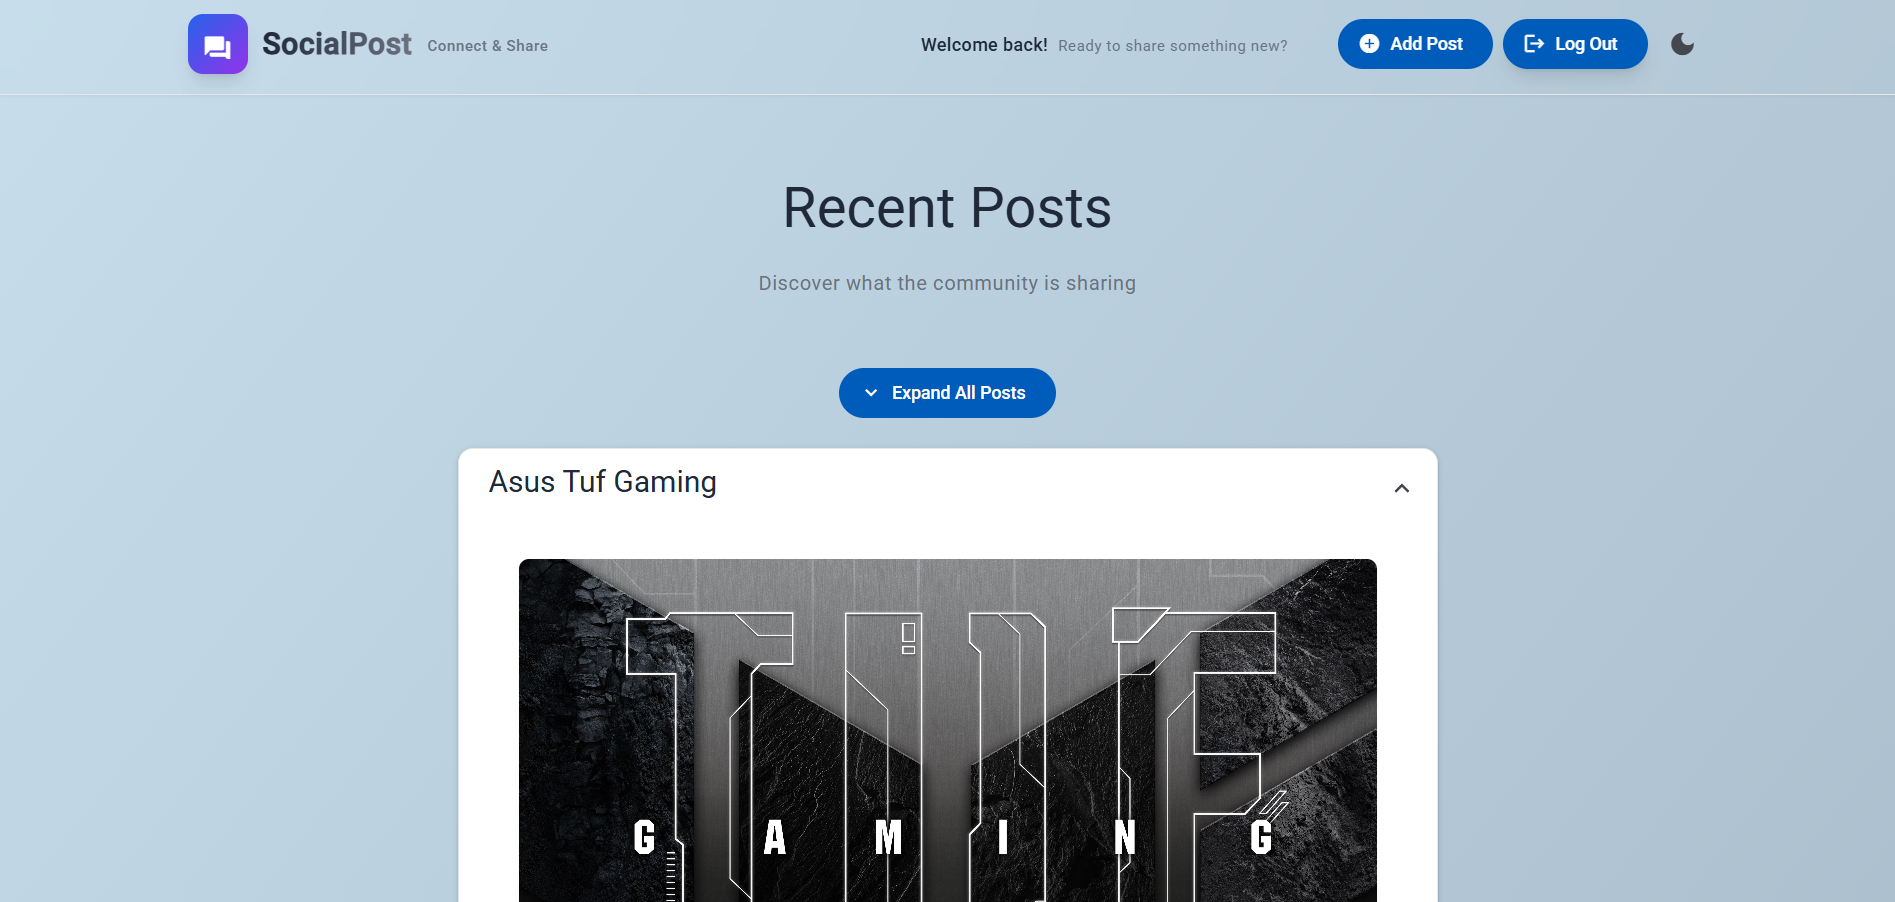 SocialPost Connect & Share Welcome back! Ready to share something new? Add Post Log Out
Recent Posts
Discover what the community is sharing
Expand All Posts
Asus Tuf Gaming
TUF
GAMING